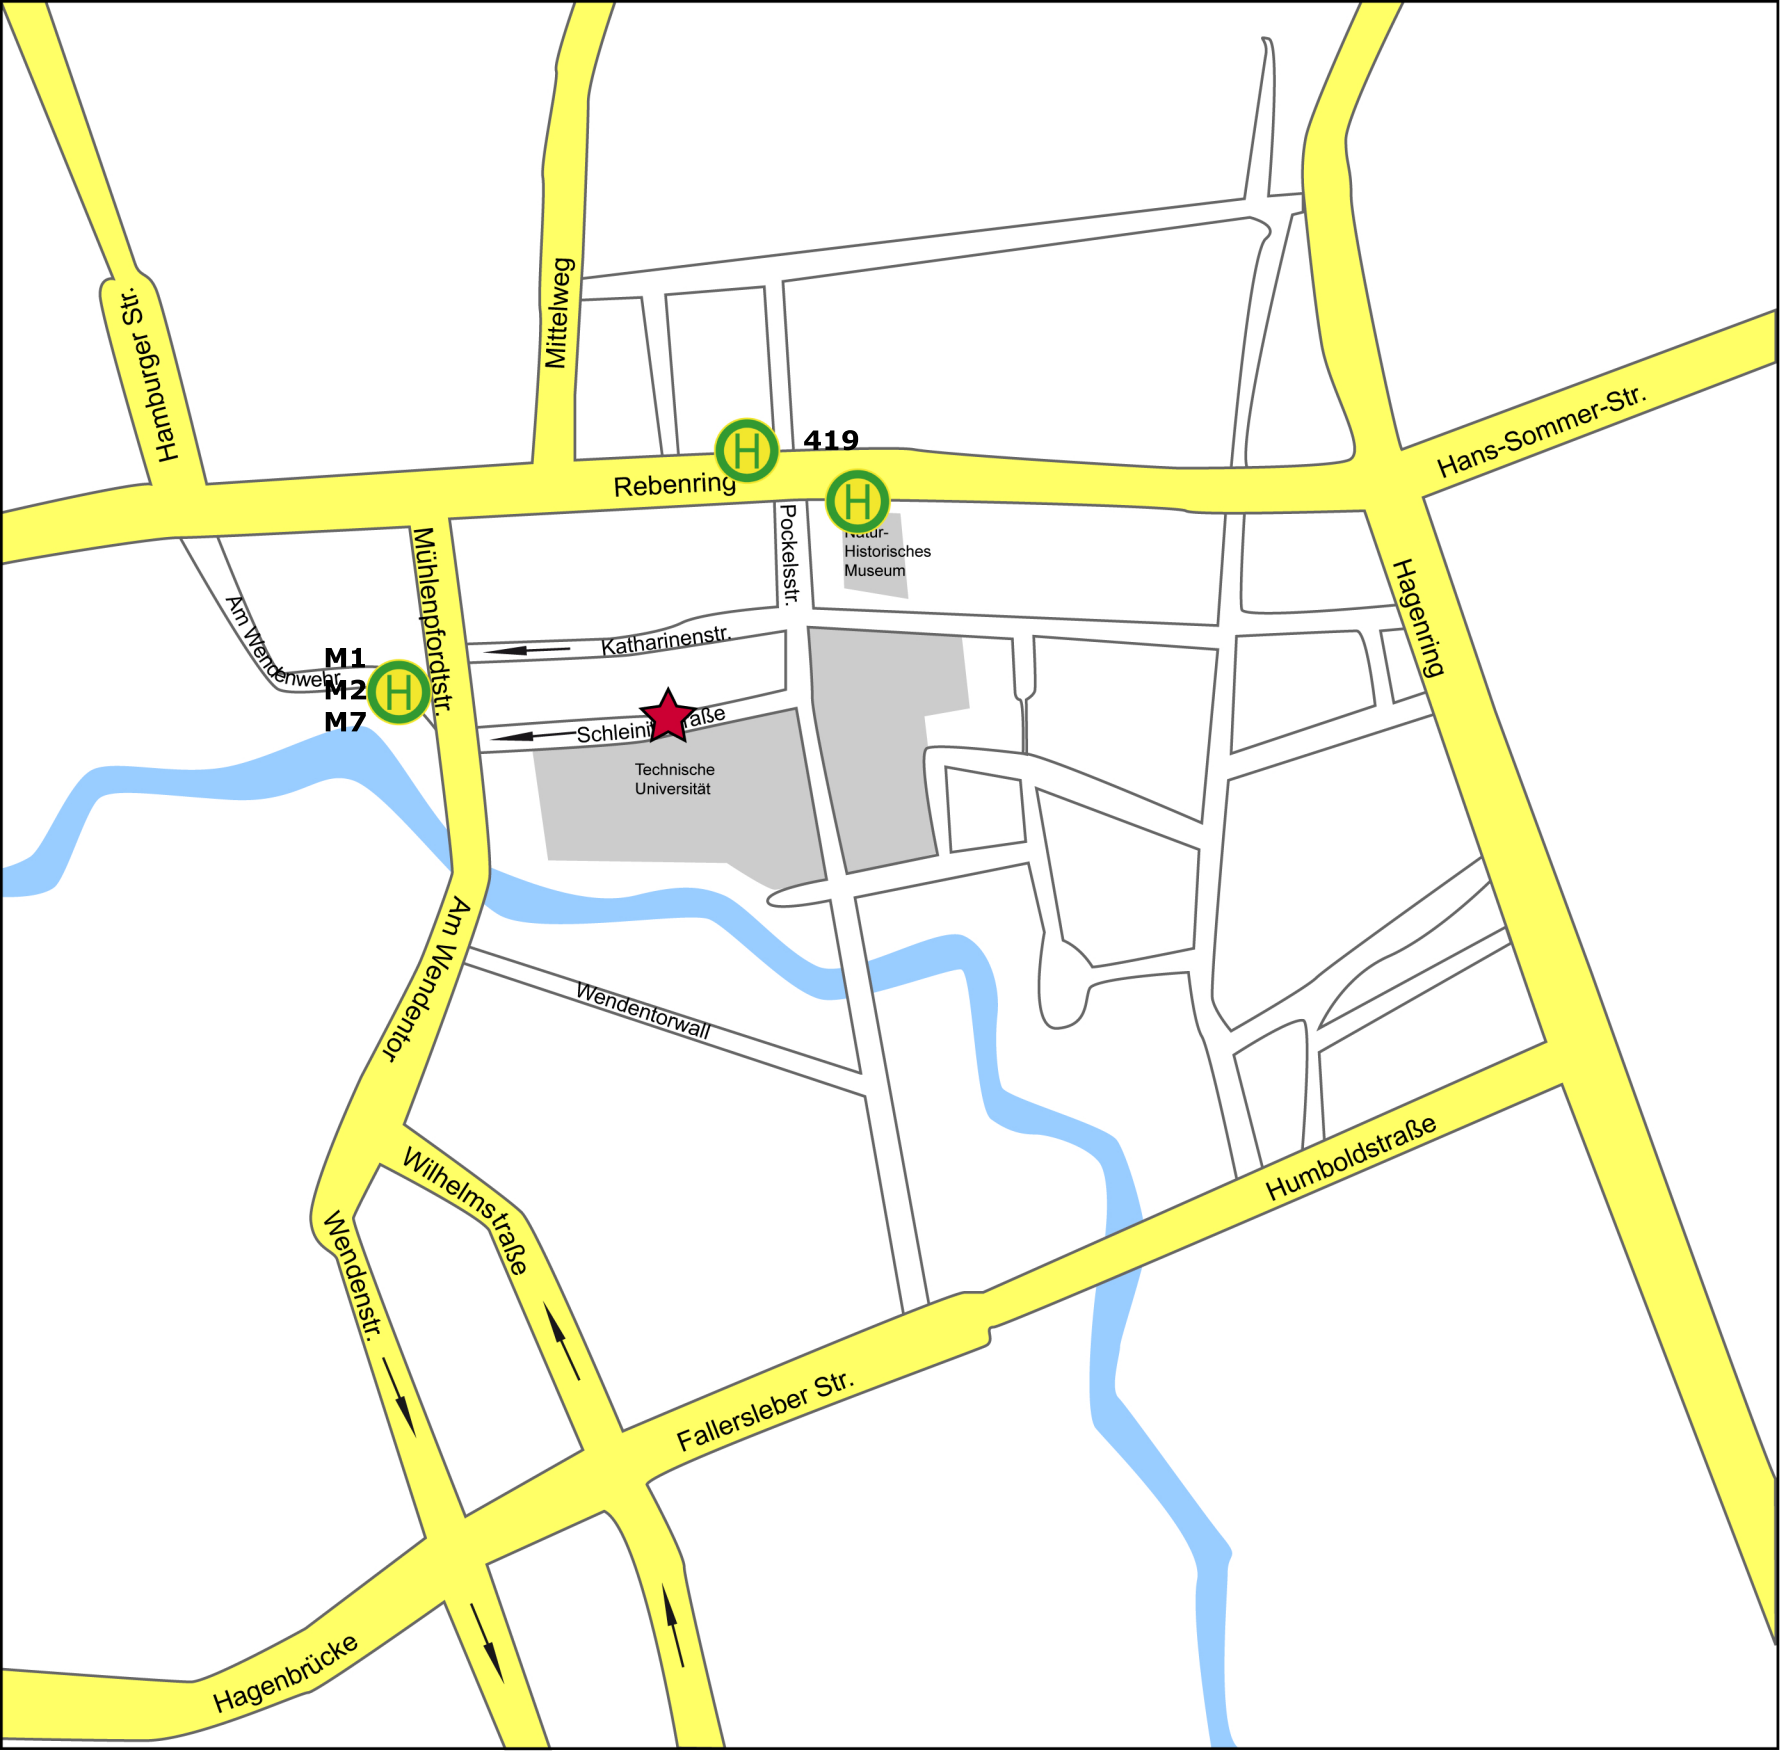 Hamburger Str.
Mittelweg
H
419
Rebenring
H
Hans-Sommer-Str.
Mühlenpfordtstr.
Pockelsstr.
Natur-
Historisches
Museum
Hagenring
Am Wendenwehr
Katharinenstr.
M1
M2
M7
H
Technische
Universität
Am Wendentor
Wendentorwall
Wilhelmstraße
Wendenstr.
Humboldstraße
Fallersleber Str.
Hagenbrücke